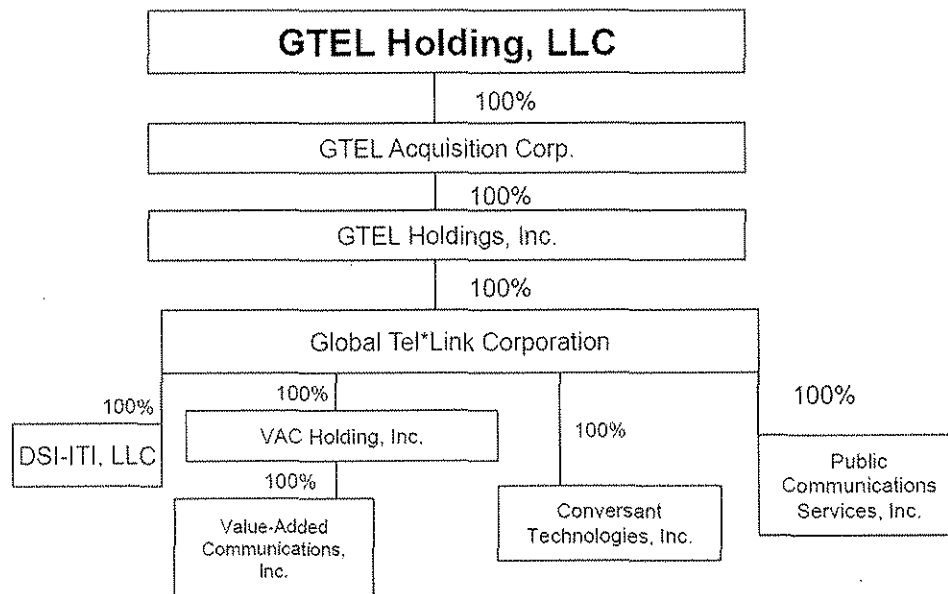 GTEL Holding, LLC
100%
GTEL Acquisition Corp.
100%
GTEL Holdings, Inc.
100%
Global Tel*Link Corporation
100%
100%
100%
100%
DSI-ITI, LLC
VAC Holding, Inc.
100%
Value-Added
Communications,
Inc.
Conversant
Technologies, Inc.
Public
Communications
Services, Inc.